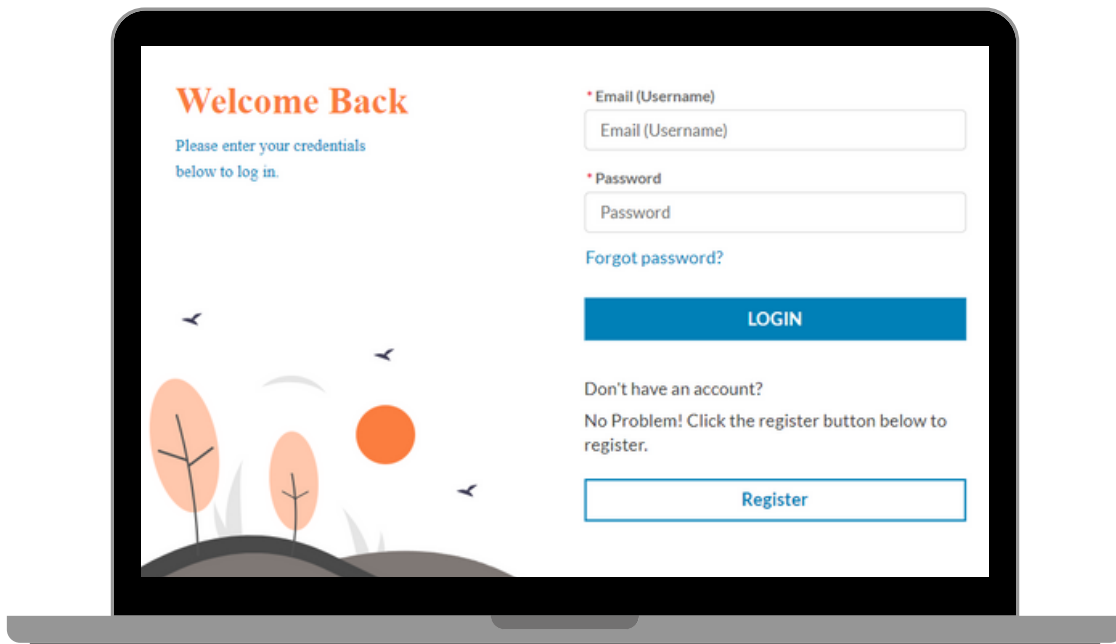 Welcome Back
Please enter your credentials
below to log in.
* Email (Username)
Email (Username)
* Password
Password
Forgot password?
LOGIN
Don't have an account?
No Problem! Click the register button below to
register.
Register